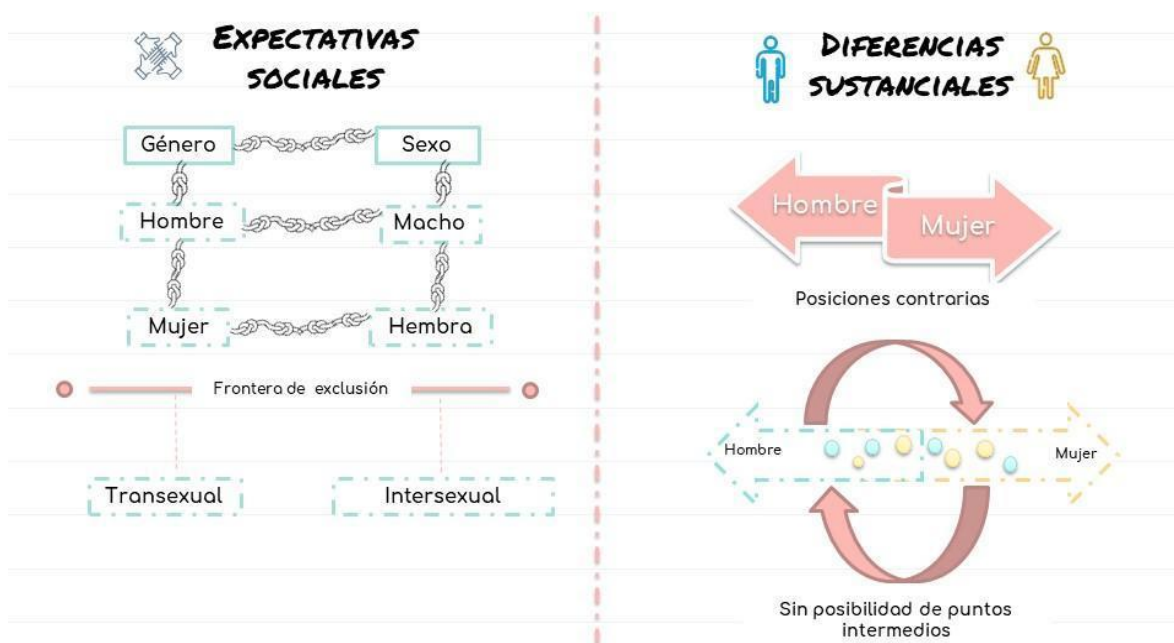 EXPECTATIVAS
SOCIALES
Género
Sexo
Hombre
Macho
Mujer
Hembra
Frontera de exclusión
Transexual
Intersexual
DIFERENCIAS
SUSTANCIALES
Hombre
Mujer
Posiciones contrarias
Hombre
Mujer
Sin posibilidad de puntos
intermedios